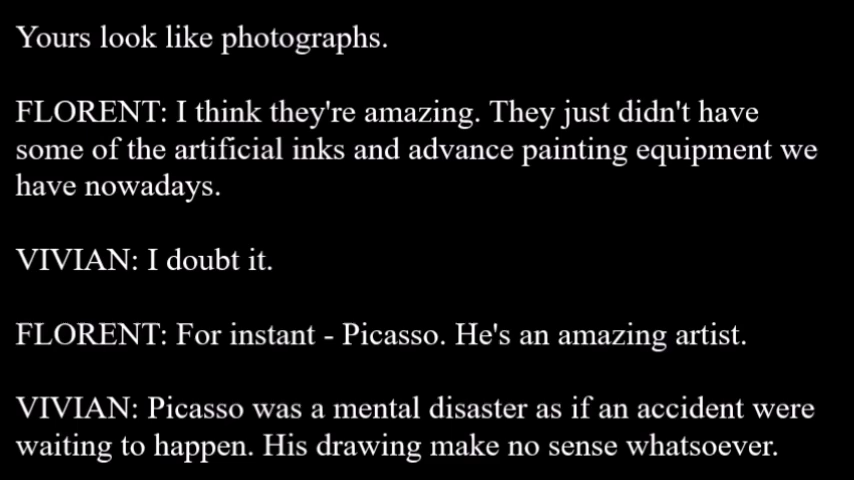 Yours look like photographs.
FLORENT: I think they're amazing. They just didn't have
some of the artificial inks and advance painting equipment we
have nowadays.
VIVIAN: I doubt it.
FLORENT: For instant - Picasso. He's an amazing artist.
VIVIAN: Picasso was a mental disaster as if an accident were
waiting to happen. His drawing make no sense whatsoever.